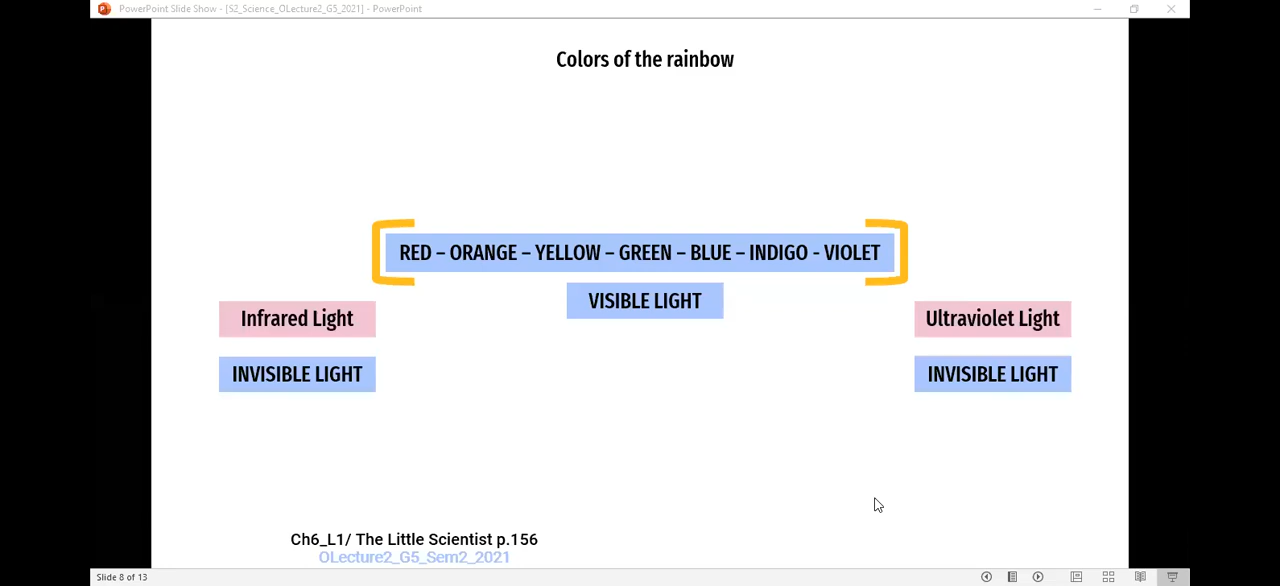 PowerPoint Slide Show - [S2_Science_OLecture2_G5_2021] - PowerPoint
Colors of the rainbow
RED – ORANGE – YELLOW – GREEN – BLUE – INDIGO - VIOLET
VISIBLE LIGHT
Infrared Light
Ultraviolet Light
INVISIBLE LIGHT
INVISIBLE LIGHT
Ch6_L1/ The Little Scientist p.156
OLecture2_G5_Sem2_2021
Slide 8 of 13